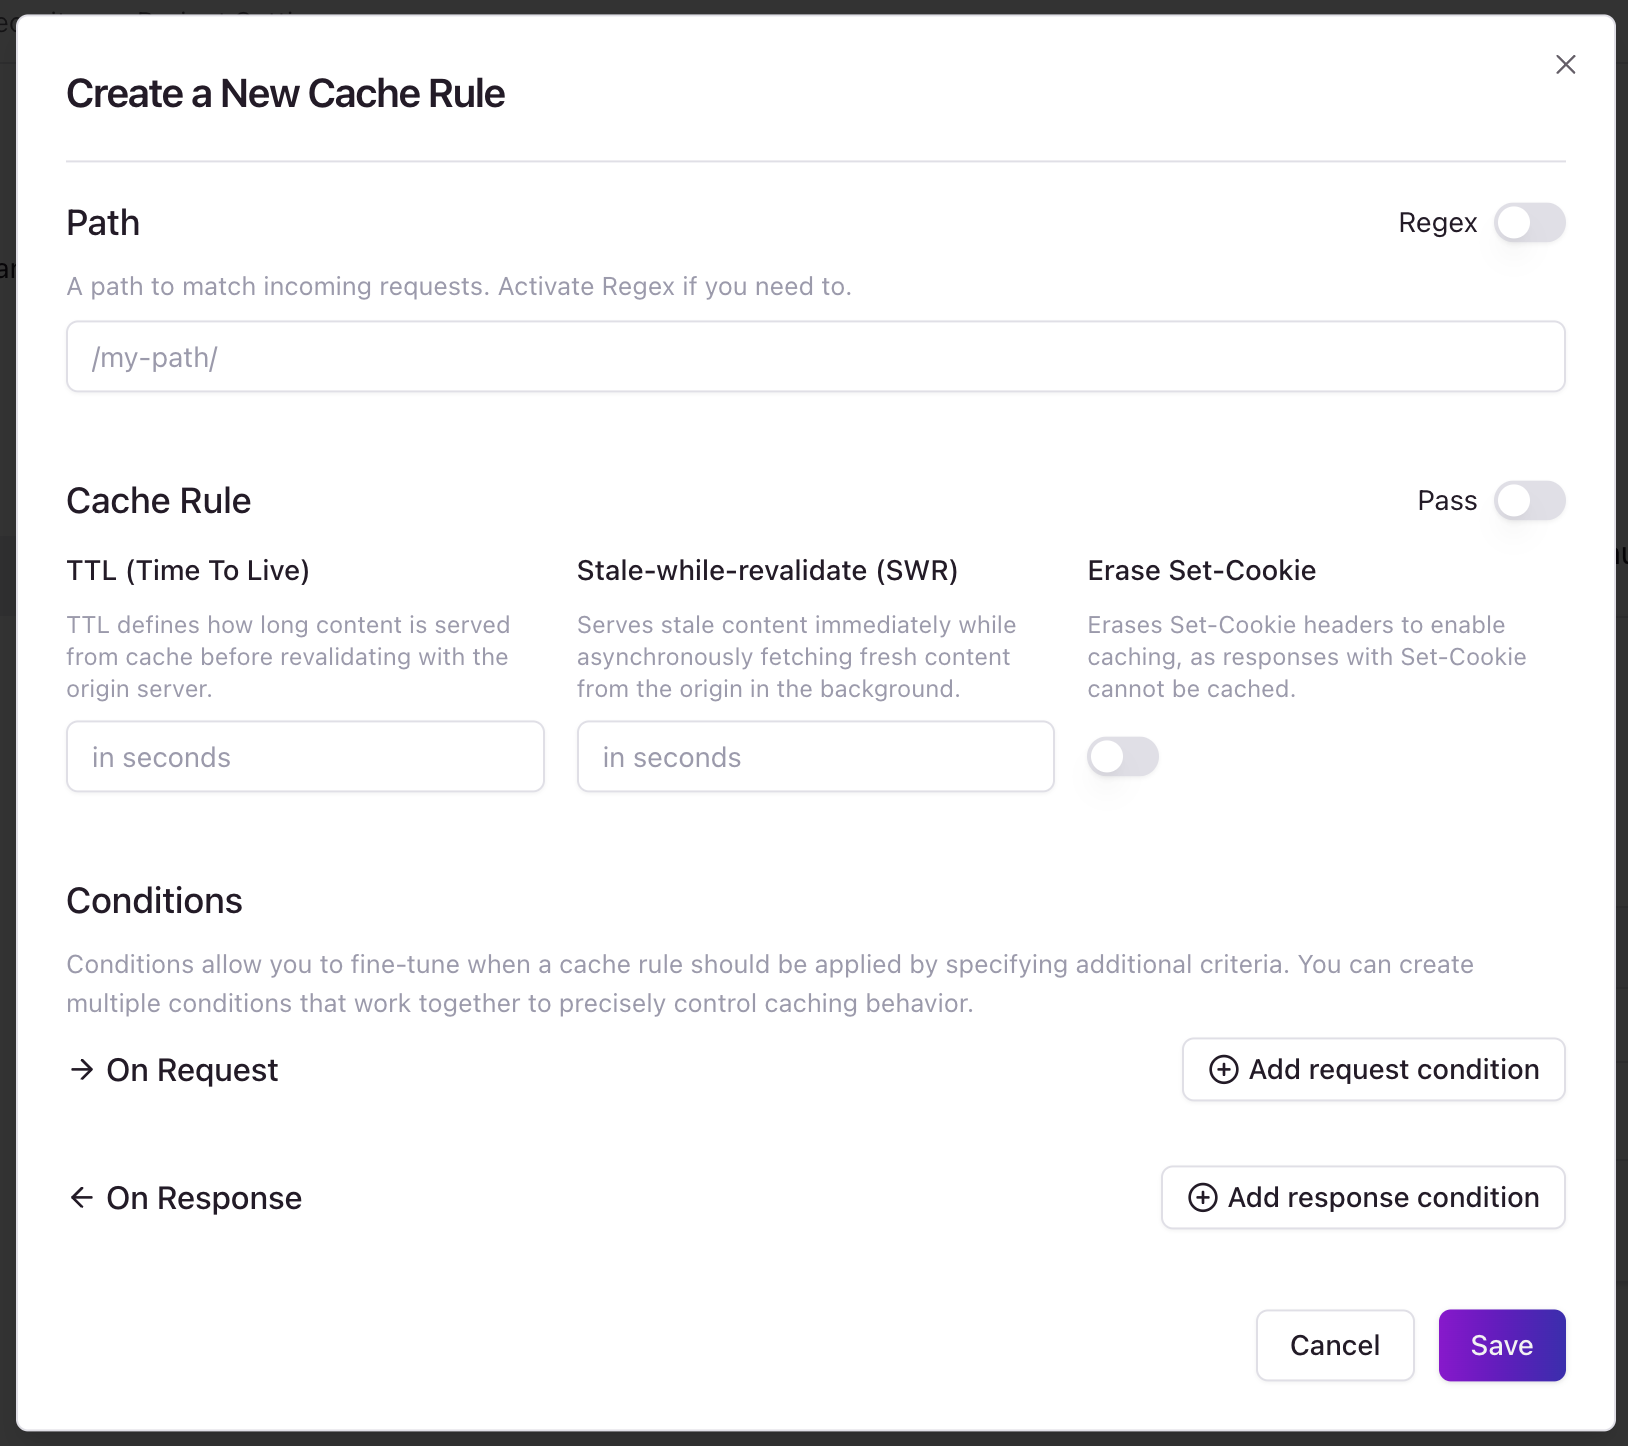 Create a New Cache Rule
Path
Regex
A path to match incoming requests. Activate Regex if you need to.
/my-path/
Cache Rule
Pass
TTL (Time To Live)
TTL defines how long content is served
from cache before revalidating with the
origin server.
in seconds
Stale-while-revalidate (SWR)
Serves stale content immediately while
asynchronously fetching fresh content
from the origin in the background.
in seconds
Erase Set-Cookie
Erases Set-Cookie headers to enable
caching, as responses with Set-Cookie
cannot be cached.
Conditions
Conditions allow you to fine-tune when a cache rule should be applied by specifying additional criteria. You can create
multiple conditions that work together to precisely control caching behavior.
→ On Request
Add request condition
← On Response
Add response condition
Cancel
Save